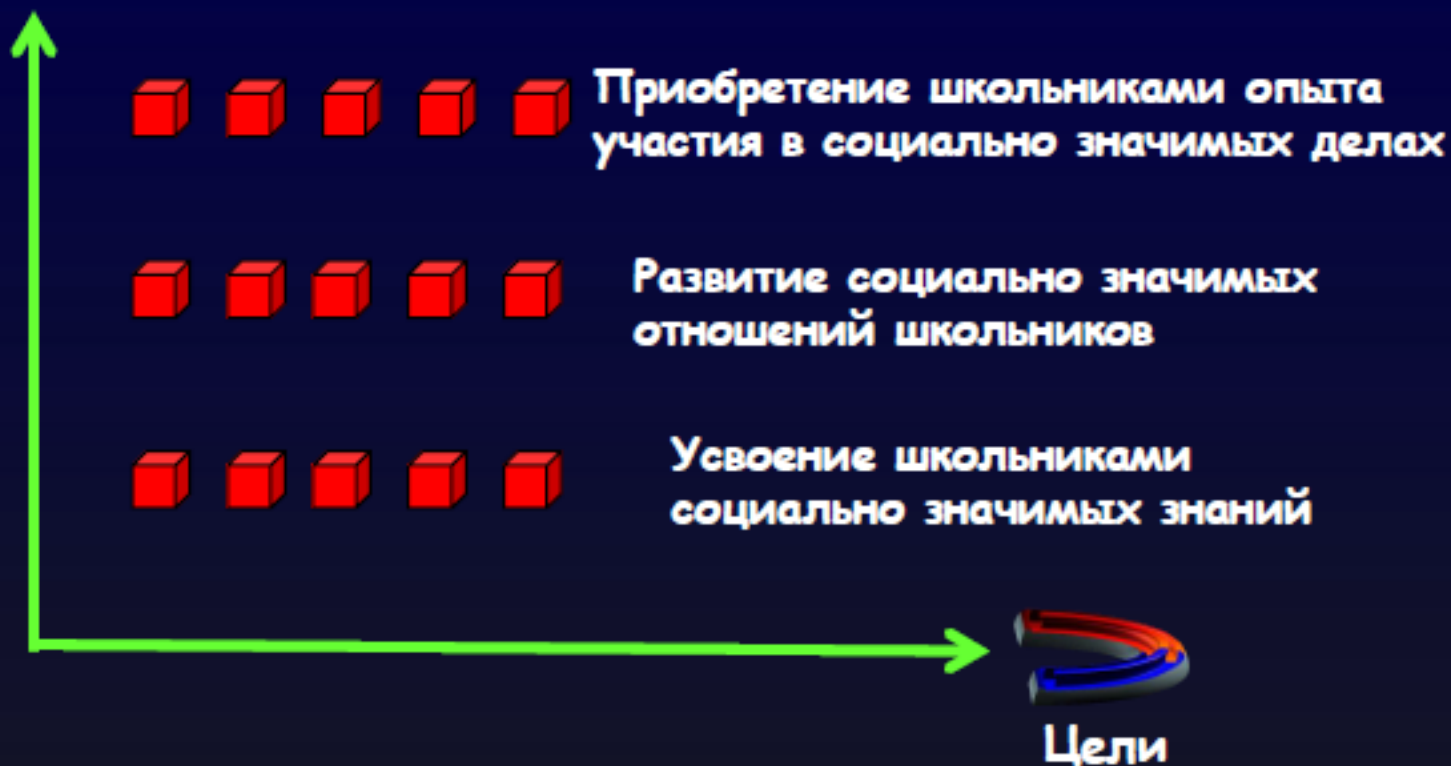 Приобретение школьниками опыта
участия в социально значимых делах
Развитие социально значимых
отношений школьников
Усвоение школьниками
социально значимых знаний
Цели